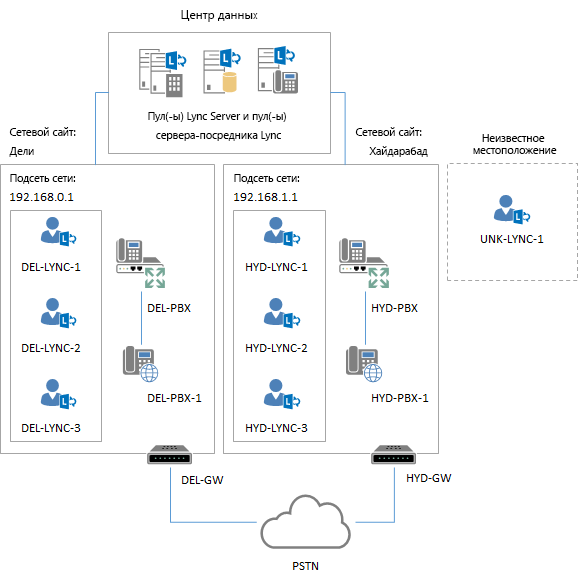 Центр данных
Пул(-ы) Lync Server и пул(-ы)
сервера-посредника Lync
Сетевой сайт:
Дели
Сетевой сайт:
Хайдарабад
Неизвестное
местоположение
Подсеть сети:
192.168.0.1
DEL-LYNC-1
DEL-LYNC-2
DEL-LYNC-3
DEL-PBX
DEL-PBX-1
DEL-GW
Подсеть сети:
192.168.1.1
HYD-LYNC-1
HYD-LYNC-2
HYD-LYNC-3
HYD-PBX
HYD-PBX-1
HYD-GW
UNK-LYNC-1
PSTN